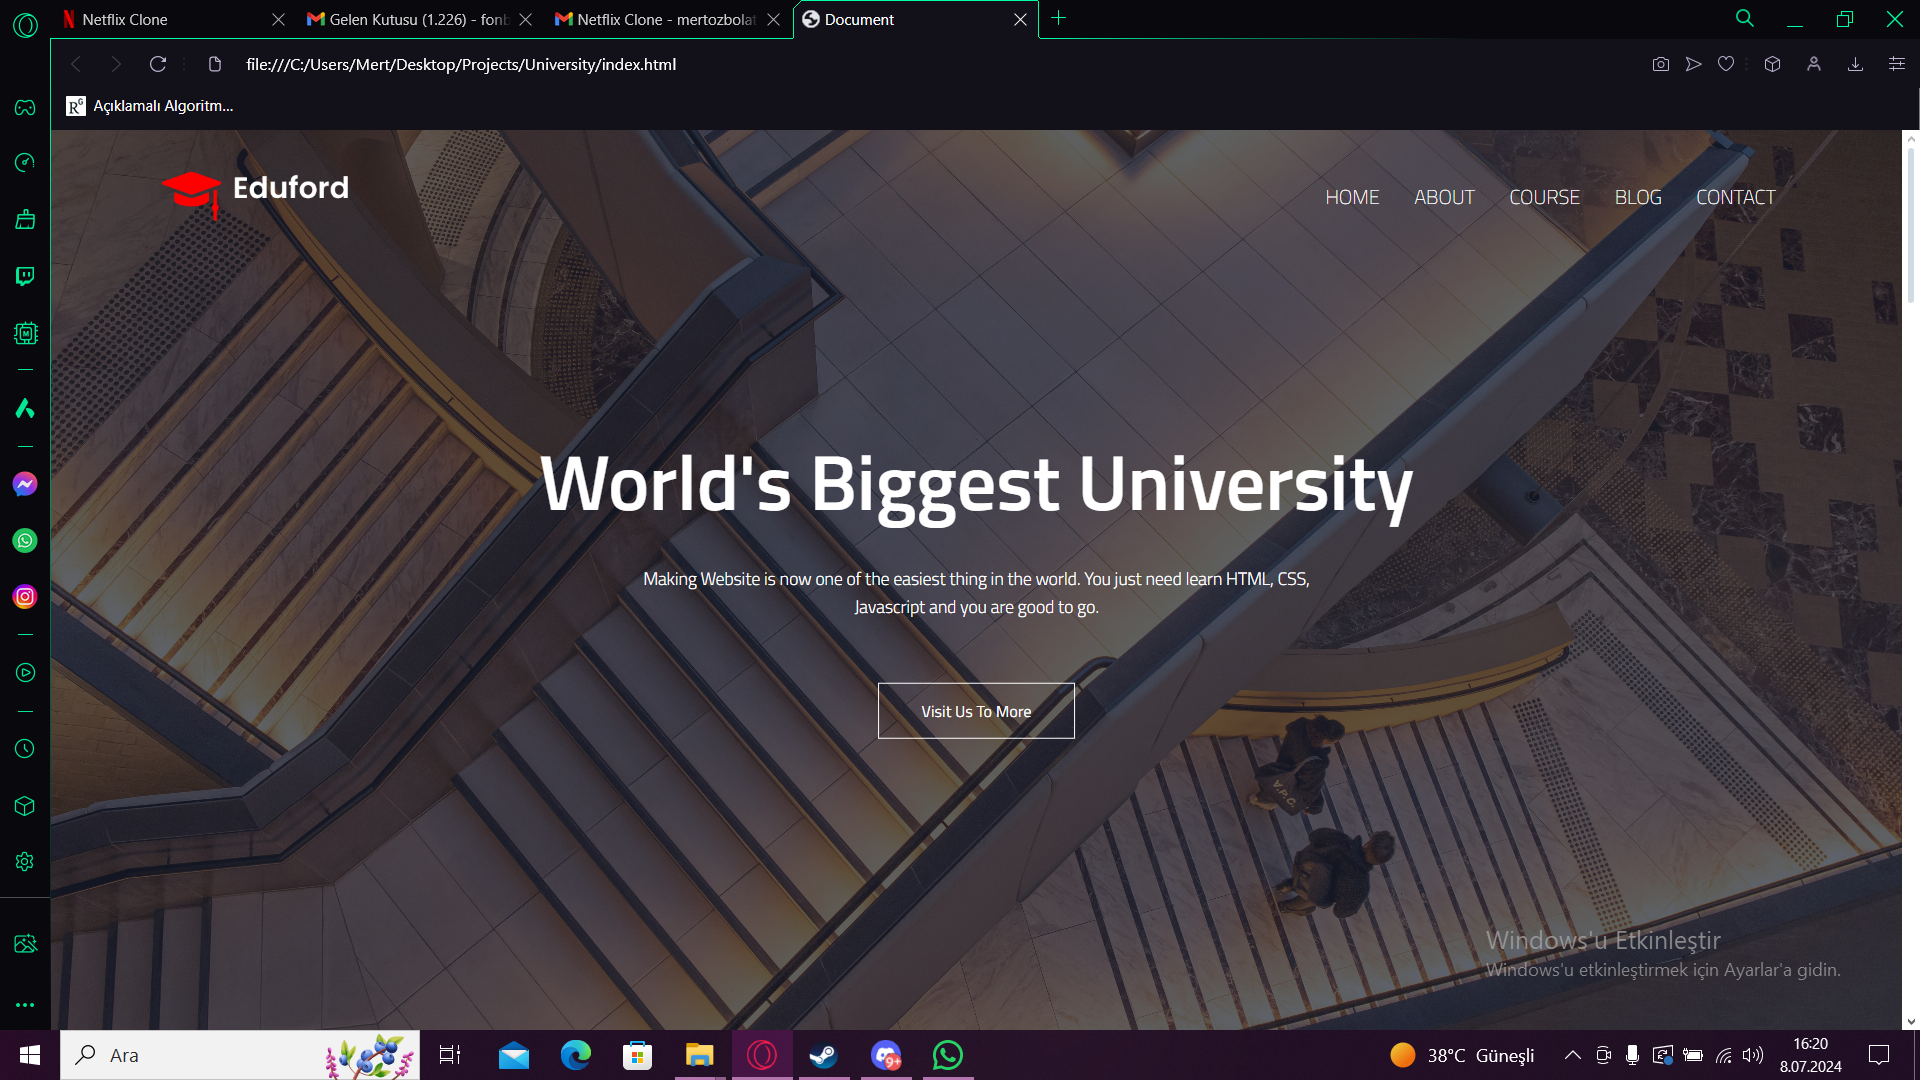 Netflix Clone
Gelen Kutusu (1.226) - fonb
Netflix Clone - mertozbolat
Document
file:///C:/Users/Mert/Desktop/Projects/University/index.html
RG Açıklamalı Algoritm...
Eduford
HOME ABOUT COURSE BLOG CONTACT
World's Biggest University
Making Website is now one of the easiest thing in the world. You just need learn HTML, CSS,
Javascript and you are good to go.
Visit Us To More
V.P.C.
Windows'u Etkinleştir
Windows'u etkinleştirmek için Ayarlar'a gidin.
Ara
9+
38°C Güneşli
16:20
8.07.2024